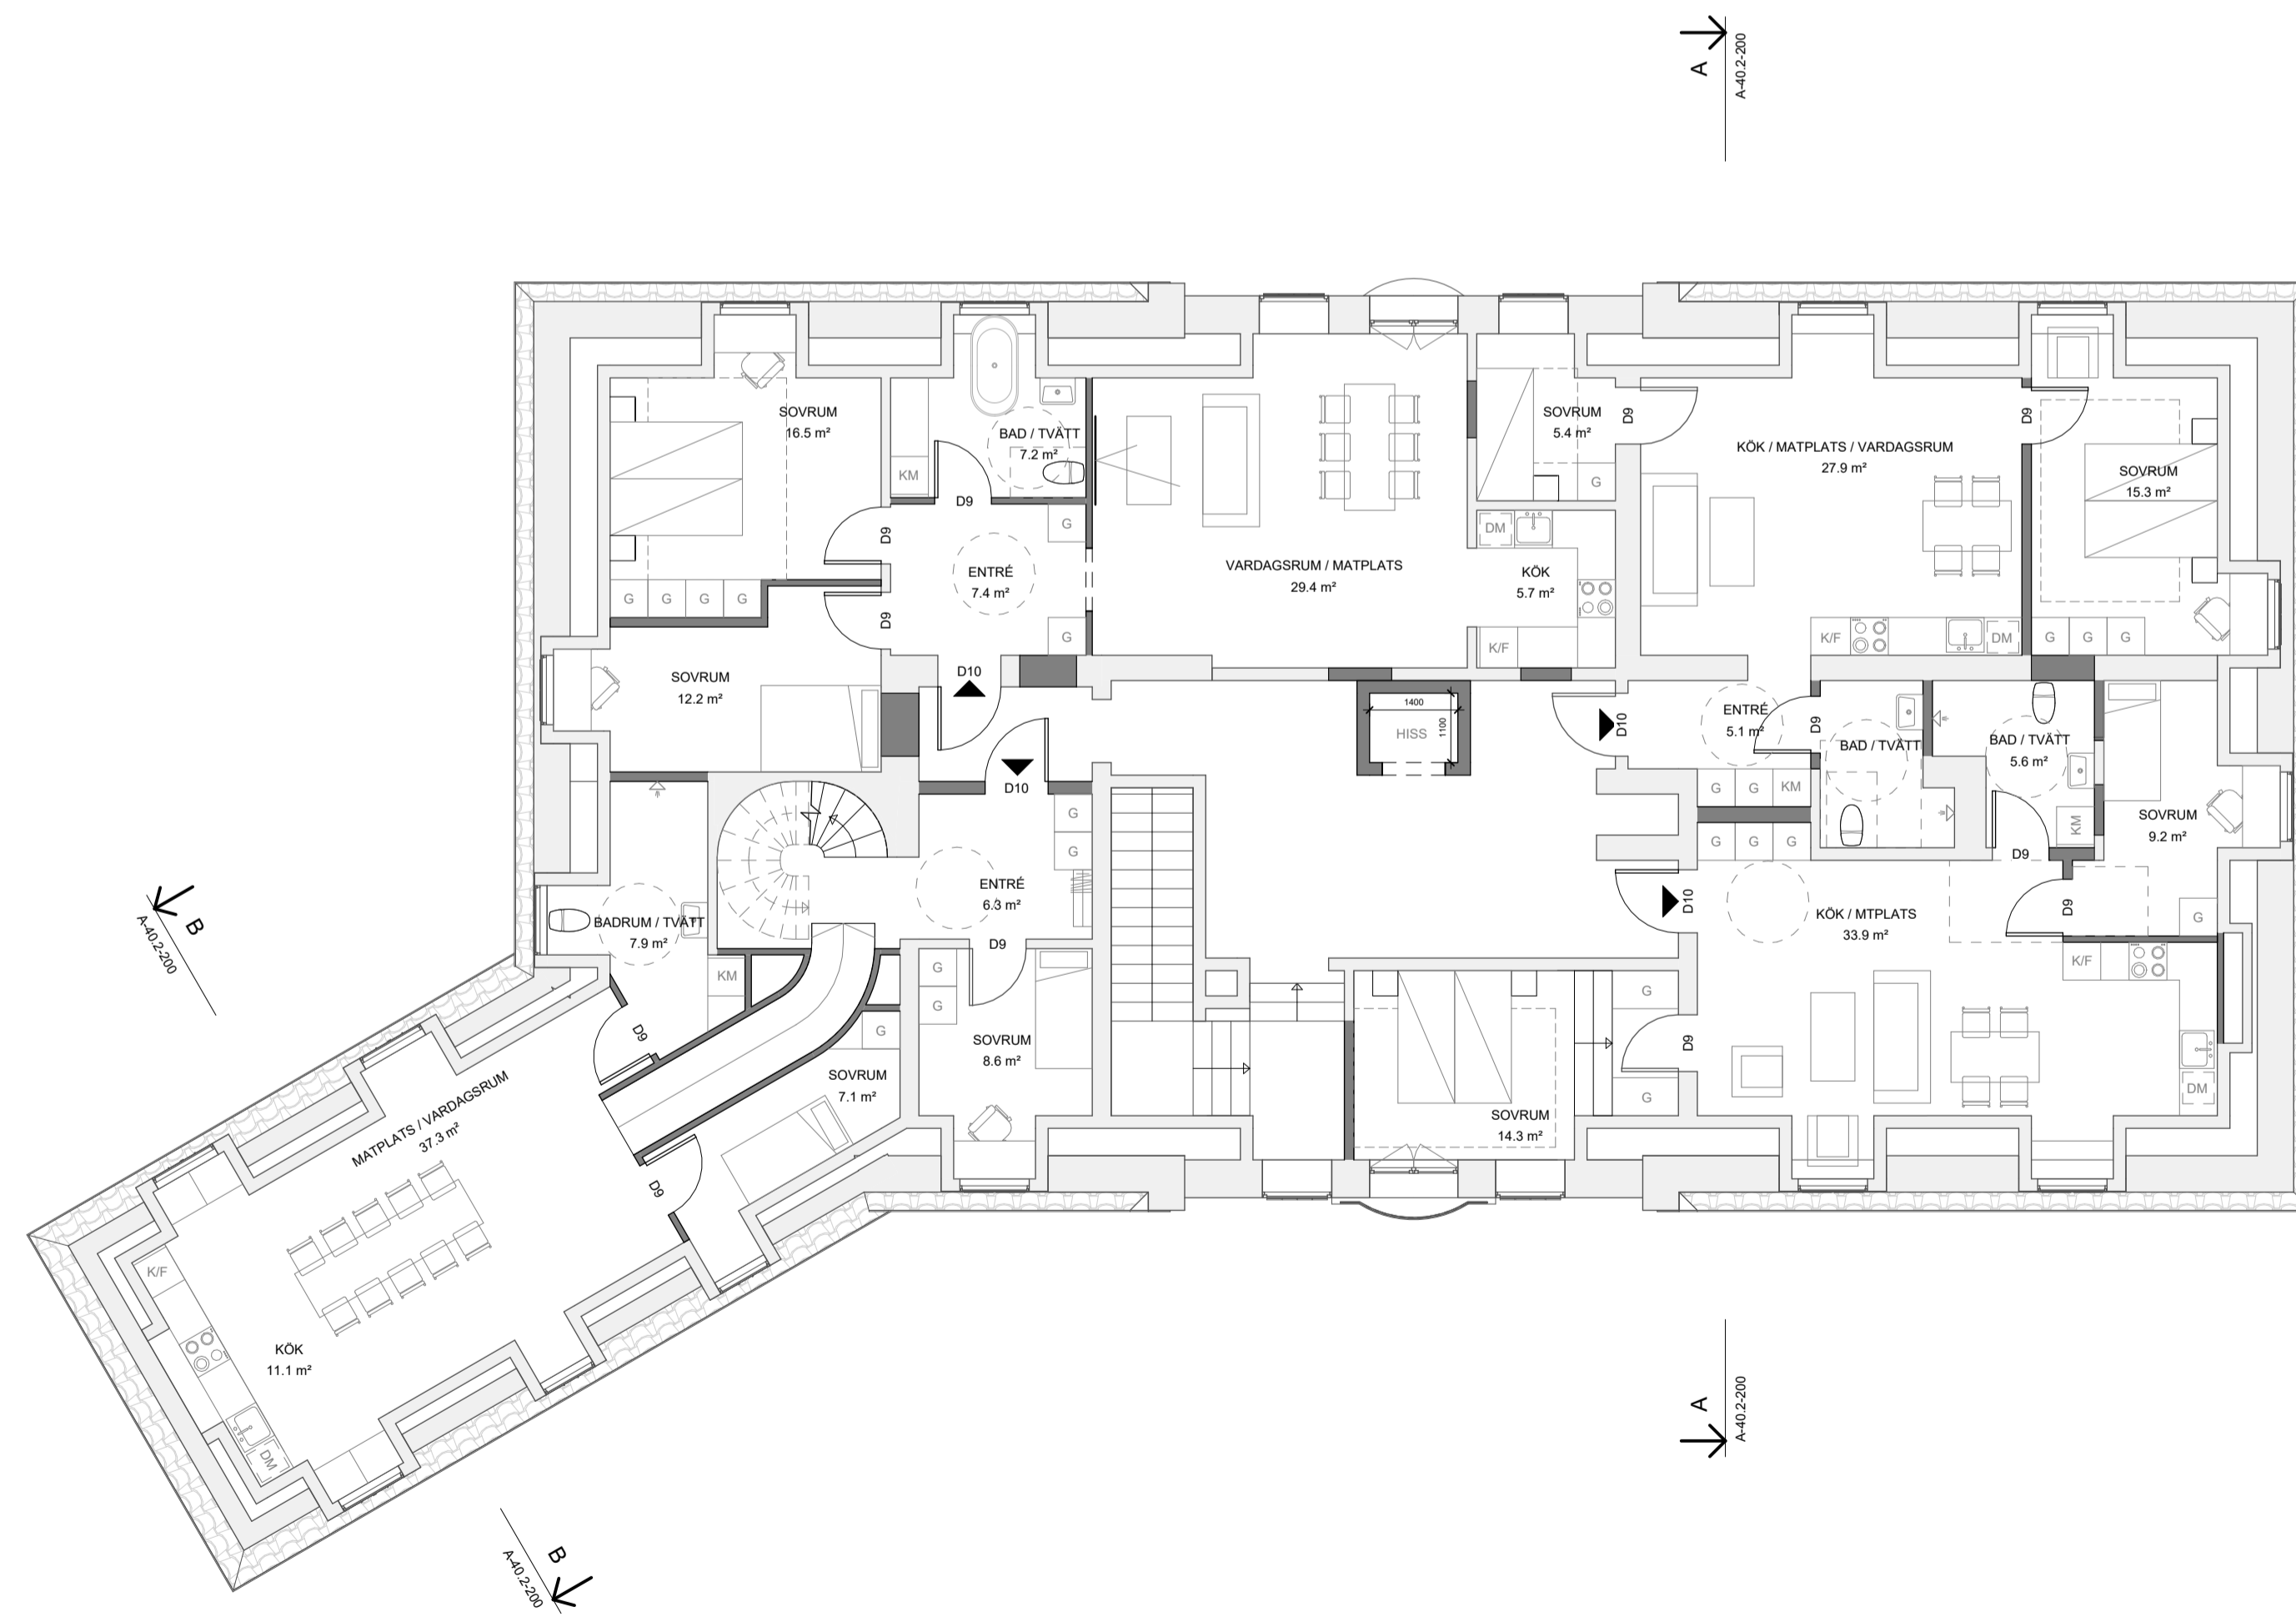 A
A-40.2-200
SOVRUM
16.5 m²
BAD / TVÄTT
7.2 m²
KM
D9
G
D9
ENTRÉ
7.4 m²
G G G G
D9
G
SOVRUM
12.2 m²
D10
D10
VARDAGSRUM / MATPLATS
29.4 m²
SOVRUM
5.4 m²
G
D9
DM
KÖK
5.7 m²
K/F
KÖK / MATPLATS / VARDAGSRUM
27.9 m²
K/F
DM
D9
SOVRUM
15.3 m²
G G G
1400
1100
HISS
D10
ENTRÉ
5.1 m²
D9
BAD / TVÄTT
G G KM
G G G
BAD / TVÄTT
5.6 m²
KM
D9
SOVRUM
9.2 m²
D9
G
D10
KÖK / MTPLATS
33.9 m²
K/F
DM
G
D9
G
SOVRUM
14.3 m²
G
G
ENTRÉ
6.3 m²
D9
G
G
SOVRUM
8.6 m²
BADRUM / TVÄTT
7.9 m²
KM
D9
G
SOVRUM
7.1 m²
D9
MATPLATS / VARDAGSRUM
37.3 m²
K/F
KÖK
11.1 m²
DM
B
A-40.2-200
B
A-40.2-200
A
A-40.2-200